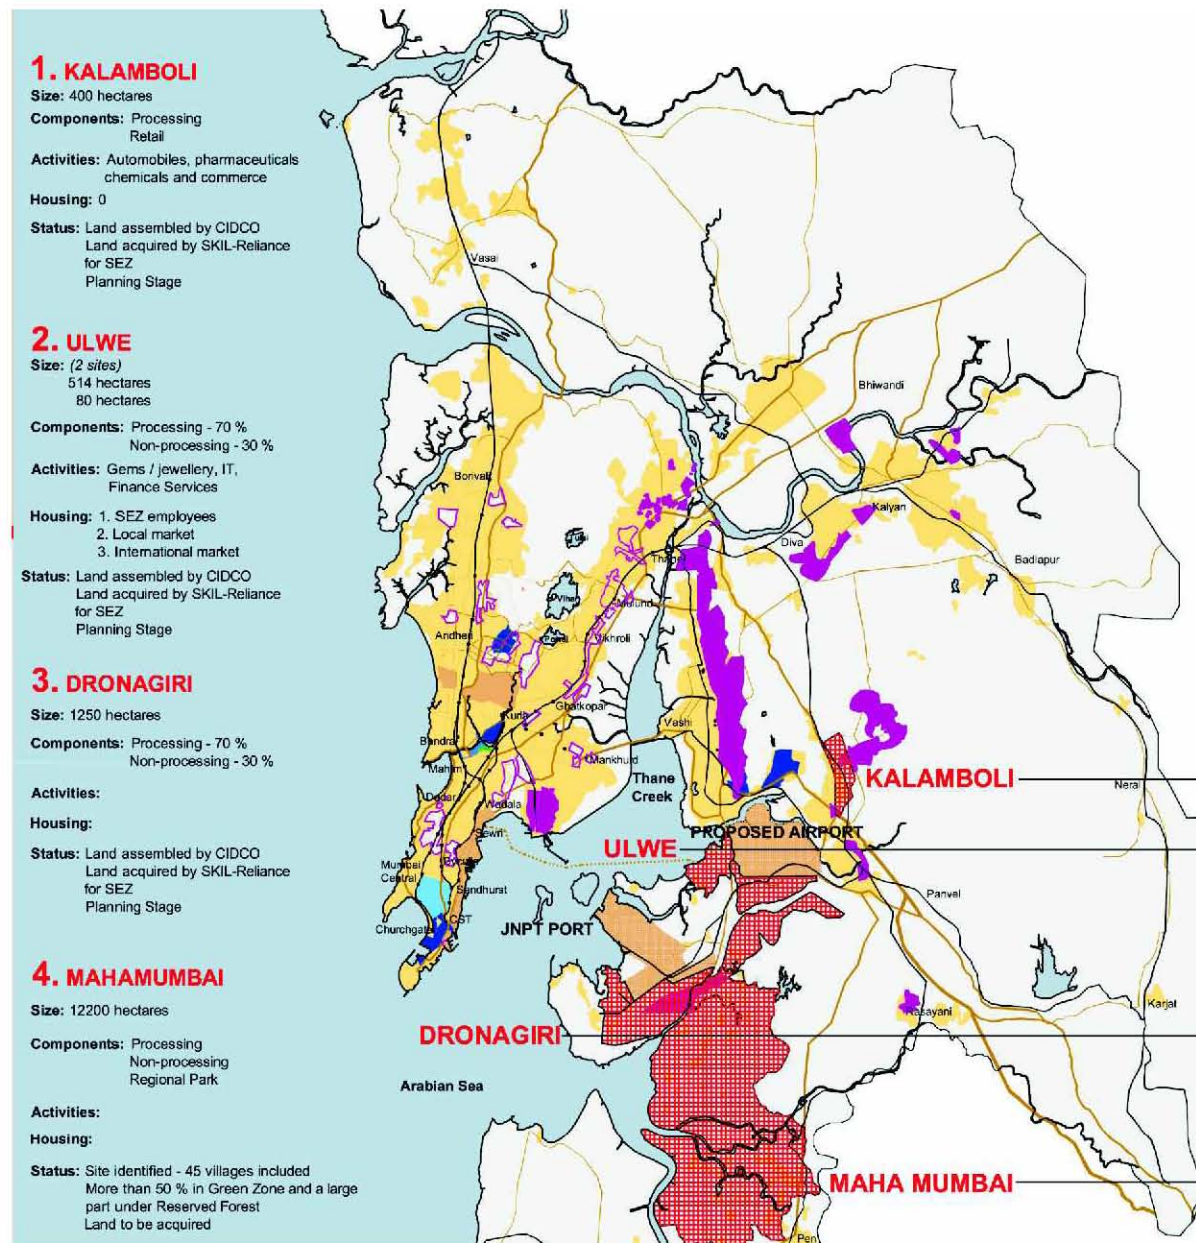 1. KALAMBOLI
Size: 400 hectares
Components: Processing
Retail
Activities: Automobiles, pharmaceuticals
chemicals and commerce
Housing: 0
Status: Land assembled by CIDCO
Land acquired by SKIL-Reliance
for SEZ
Planning Stage
2. ULWE
Size: (2 sites)
514 hectares
80 hectares
Components: Processing - 70 %
Non-processing - 30 %
Activities: Gems / jewellery, IT,
Finance Services
Housing: 1. SEZ employees
2. Local market
3. International market
Status: Land assembled by CIDCO
Land acquired by SKIL-Reliance
for SEZ
Planning Stage
3. DRONAGIRI
Size: 1250 hectares
Components: Processing - 70 %
Non-processing - 30 %
Activities:
Housing:
Status: Land assembled by CIDCO
Land acquired by SKIL-Reliance
for SEZ
Planning Stage
4. MAHAMUMBAI
Size: 12200 hectares
Components: Processing
Non-processing
Regional Park
Activities:
Housing:
Status: Site identified - 45 villages included
More than 50 % in Green Zone and a large
part under Reserved Forest
Land to be acquired
Vasai
Bhiwandi
Borivali
Kalyan
Diva
Badlapur
Thane
Vihar
Mulund
Andheri
Powai
Vikhroli
Ghatkopar
Kurla
Vashi
Bandra
Mankhurd
Mahim
Thane
Creek
KALAMBOLI
Neral
Dadar
Wadala
Sewri
PROPOSED AIRPORT
ULWE
Mumbai
Central
Byculla
Sandhurst
Panvel
CST
Churchgate
JNPT PORT
Karjat
Rasayani
DRONAGIRI
Arabian Sea
MAHA MUMBAI
Pen